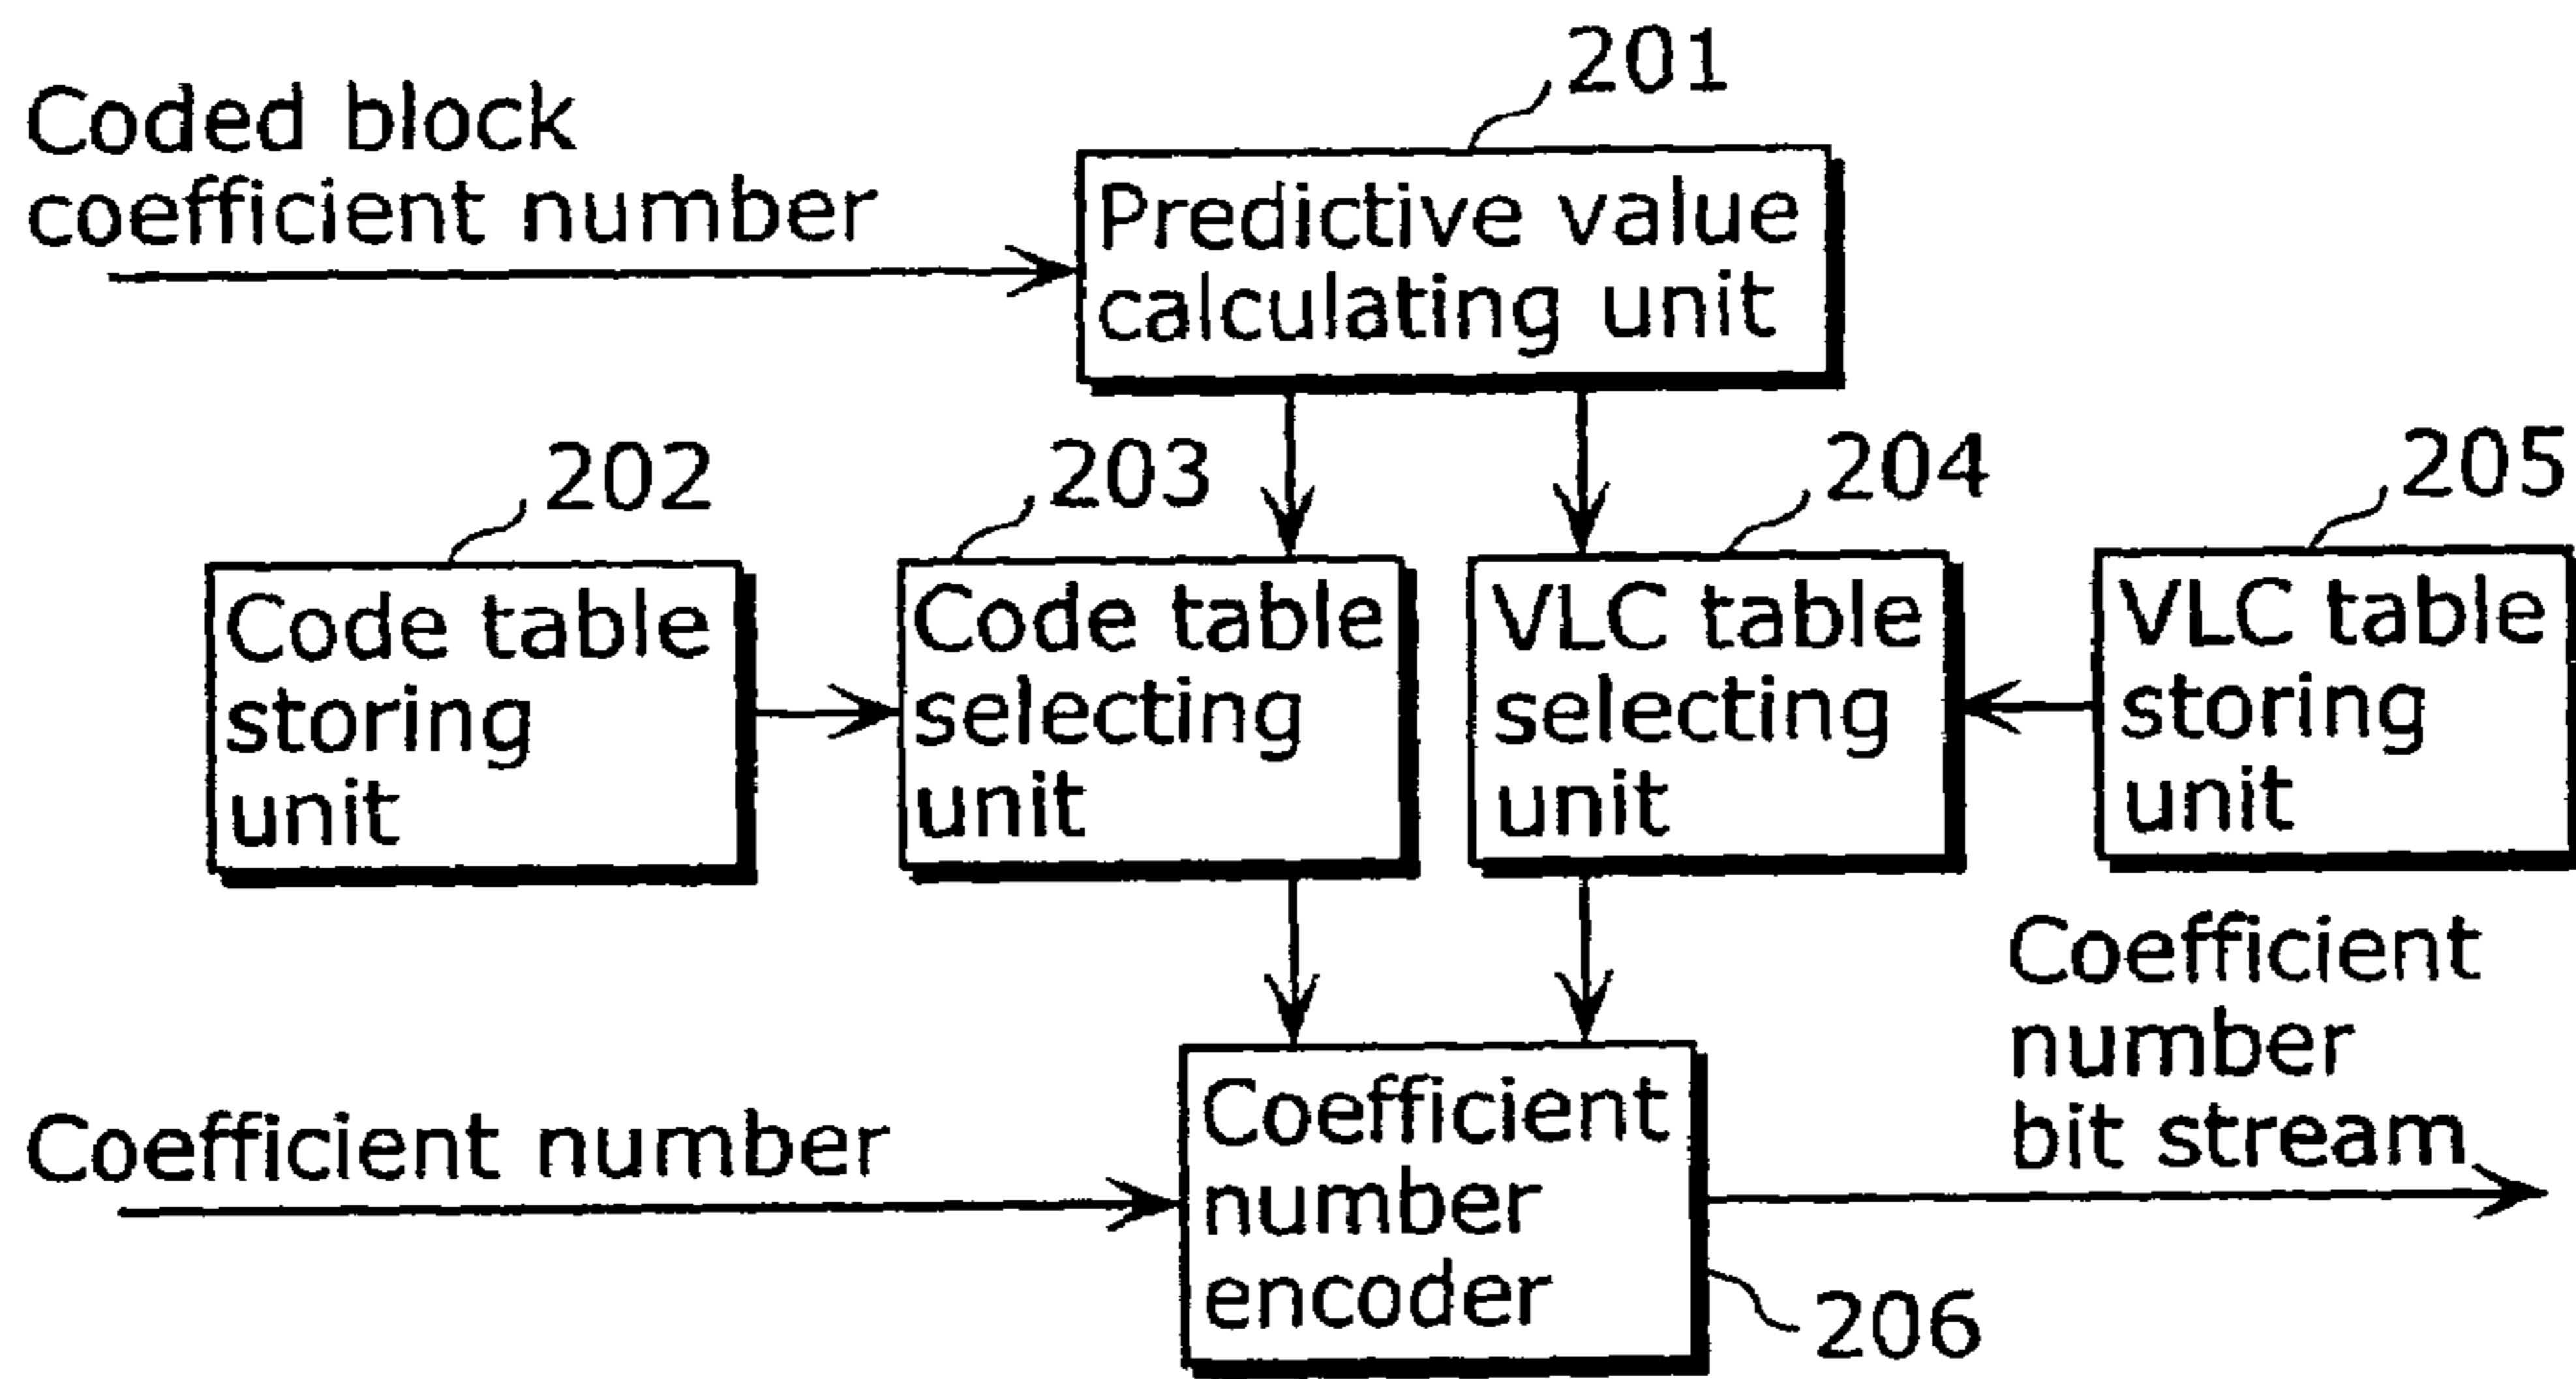 201
Coded block
coefficient number
Predictive value
calculating unit
202
203
204
205
Code table
storing
unit
Code table
selecting
unit
VLC table
selecting
unit
VLC table
storing
unit
Coefficient
number
bit stream
Coefficient number
Coefficient
number
encoder
206